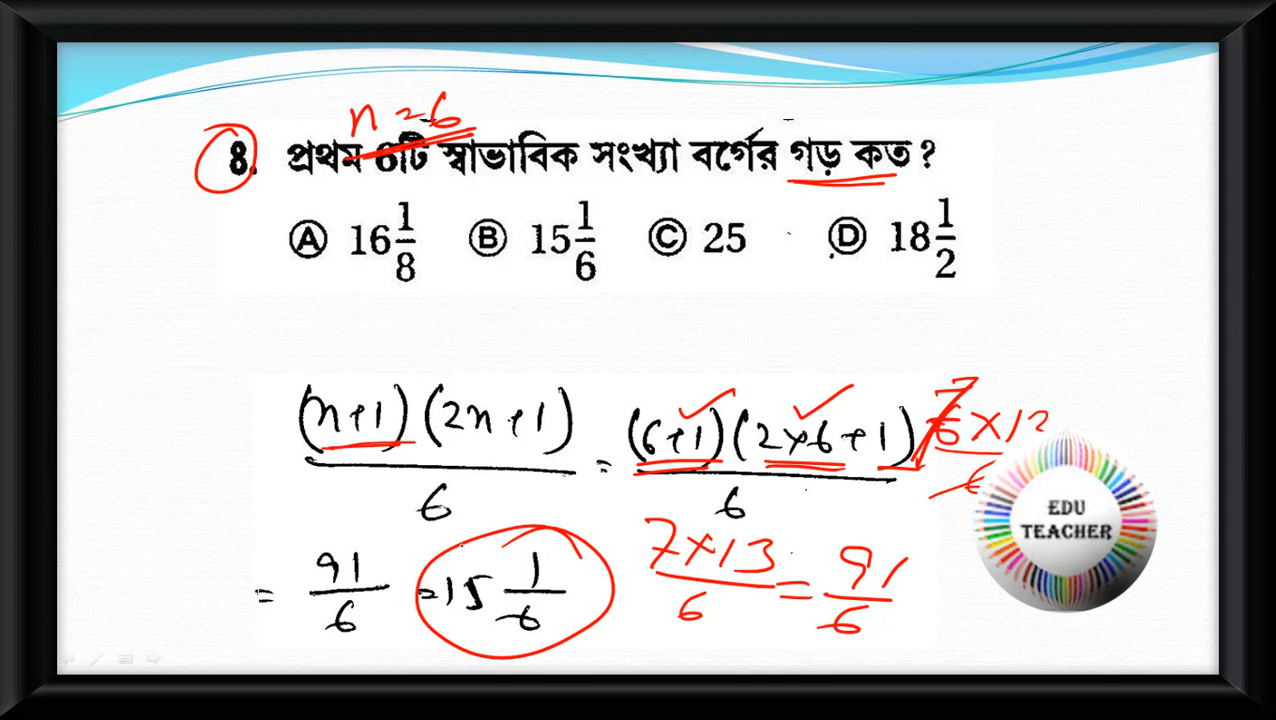 n = 6
8. প্রথম 6টি স্বাভাবিক সংখ্যা বর্গের গড় কত ?
Ⓐ 16 1/8 Ⓑ 15 1/6 Ⓒ 25 Ⓓ 18 1/2
(n+1)(2n+1)/6 = (6+1)(2×6+1)/6
= 91/6 = 15 1/6
7×13/6 = 91/6
EDU
TEACHER